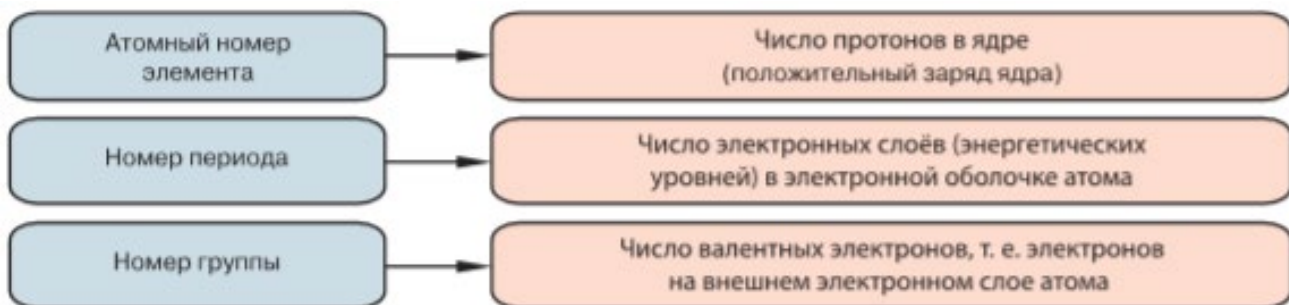 Атомный номер
элемента
Число протонов в ядре
(положительный заряд ядра)
Номер периода
Число электронных слоёв (энергетических
уровней) в электронной оболочке атома
Номер группы
Число валентных электронов, т. е. электронов
на внешнем электронном слое атома